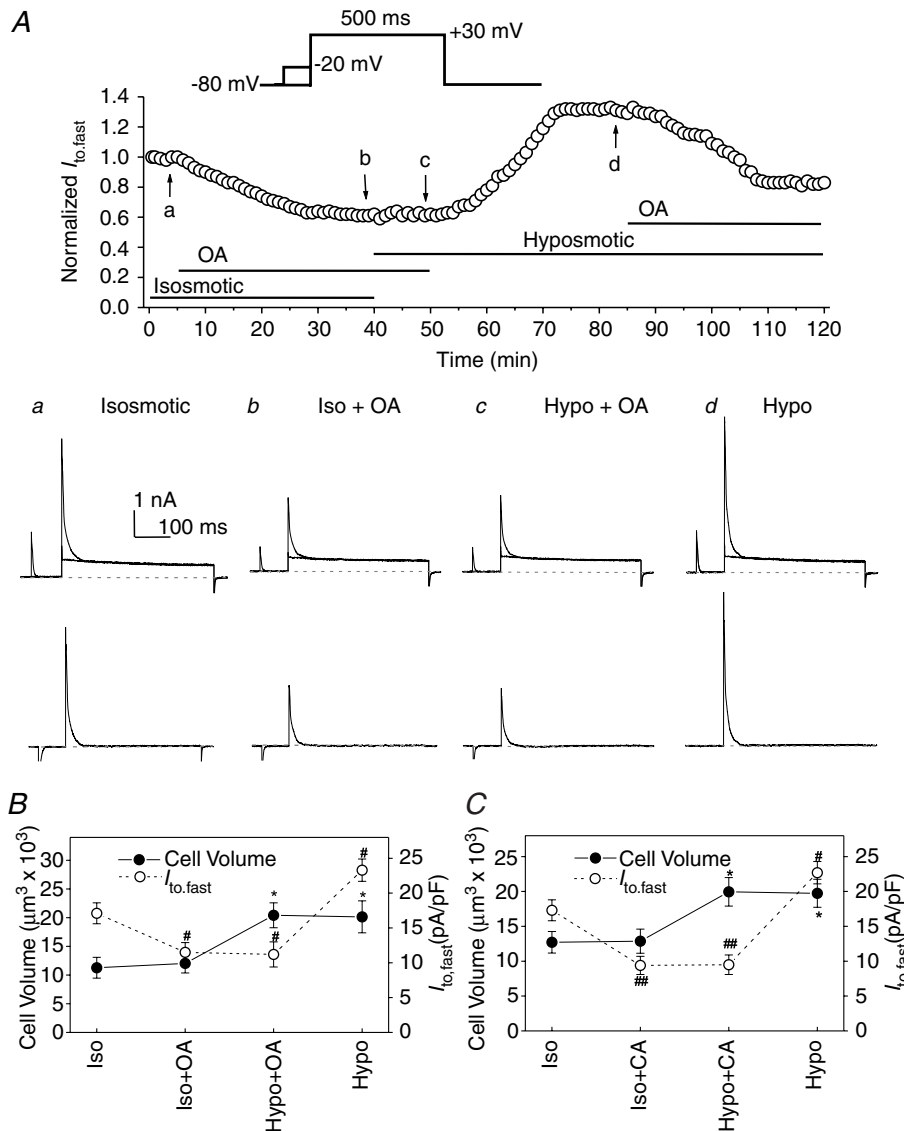 A
500 ms
+30 mV
-20 mV
-80 mV
Normalized Ito.fast
1.4
1.2
1.0
0.8
0.6
0.4
0.2
0.0
a
b
c
d
OA
Hyposmotic
OA
Isosmotic
0 10 20 30 40 50 60 70 80 90 100 110 120
Time (min)
a Isosmotic
b Iso + OA
c Hypo + OA
d Hypo
1 nA
100 ms
B
Cell Volume (μm³ x 10³)
30
25
20
15
10
5
0
Cell Volume
Ito.fast
# * # # *
25
20
15
10
5
0
Ito,fast(pA/pF)
Iso
Iso+OA
Hypo+OA
Hypo
C
Cell Volume (μm³ x 10³)
25
20
15
10
5
0
Cell Volume
Ito.fast
## * ## # *
25
20
15
10
5
0
Ito,fast(pA/pF)
Iso
Iso+CA
Hypo+CA
Hypo